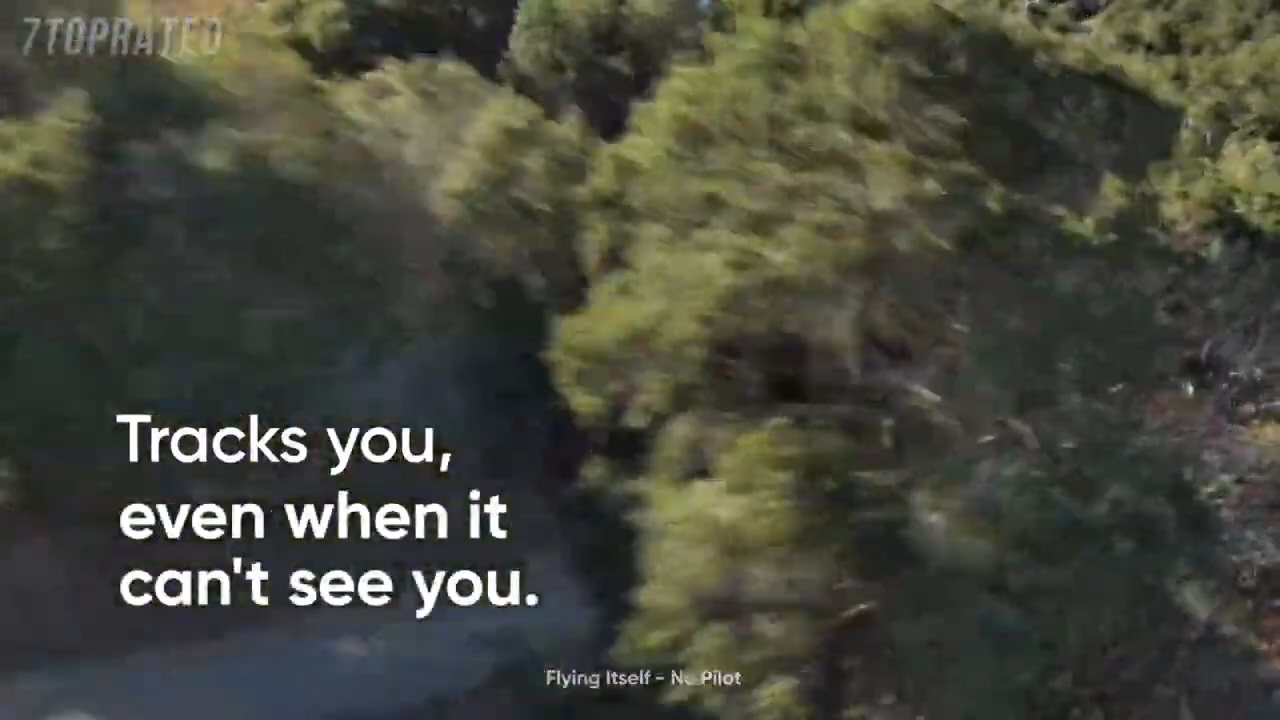 7TOPRATED
Tracks you,
even when it
can't see you.
Flying Itself - No Pilot